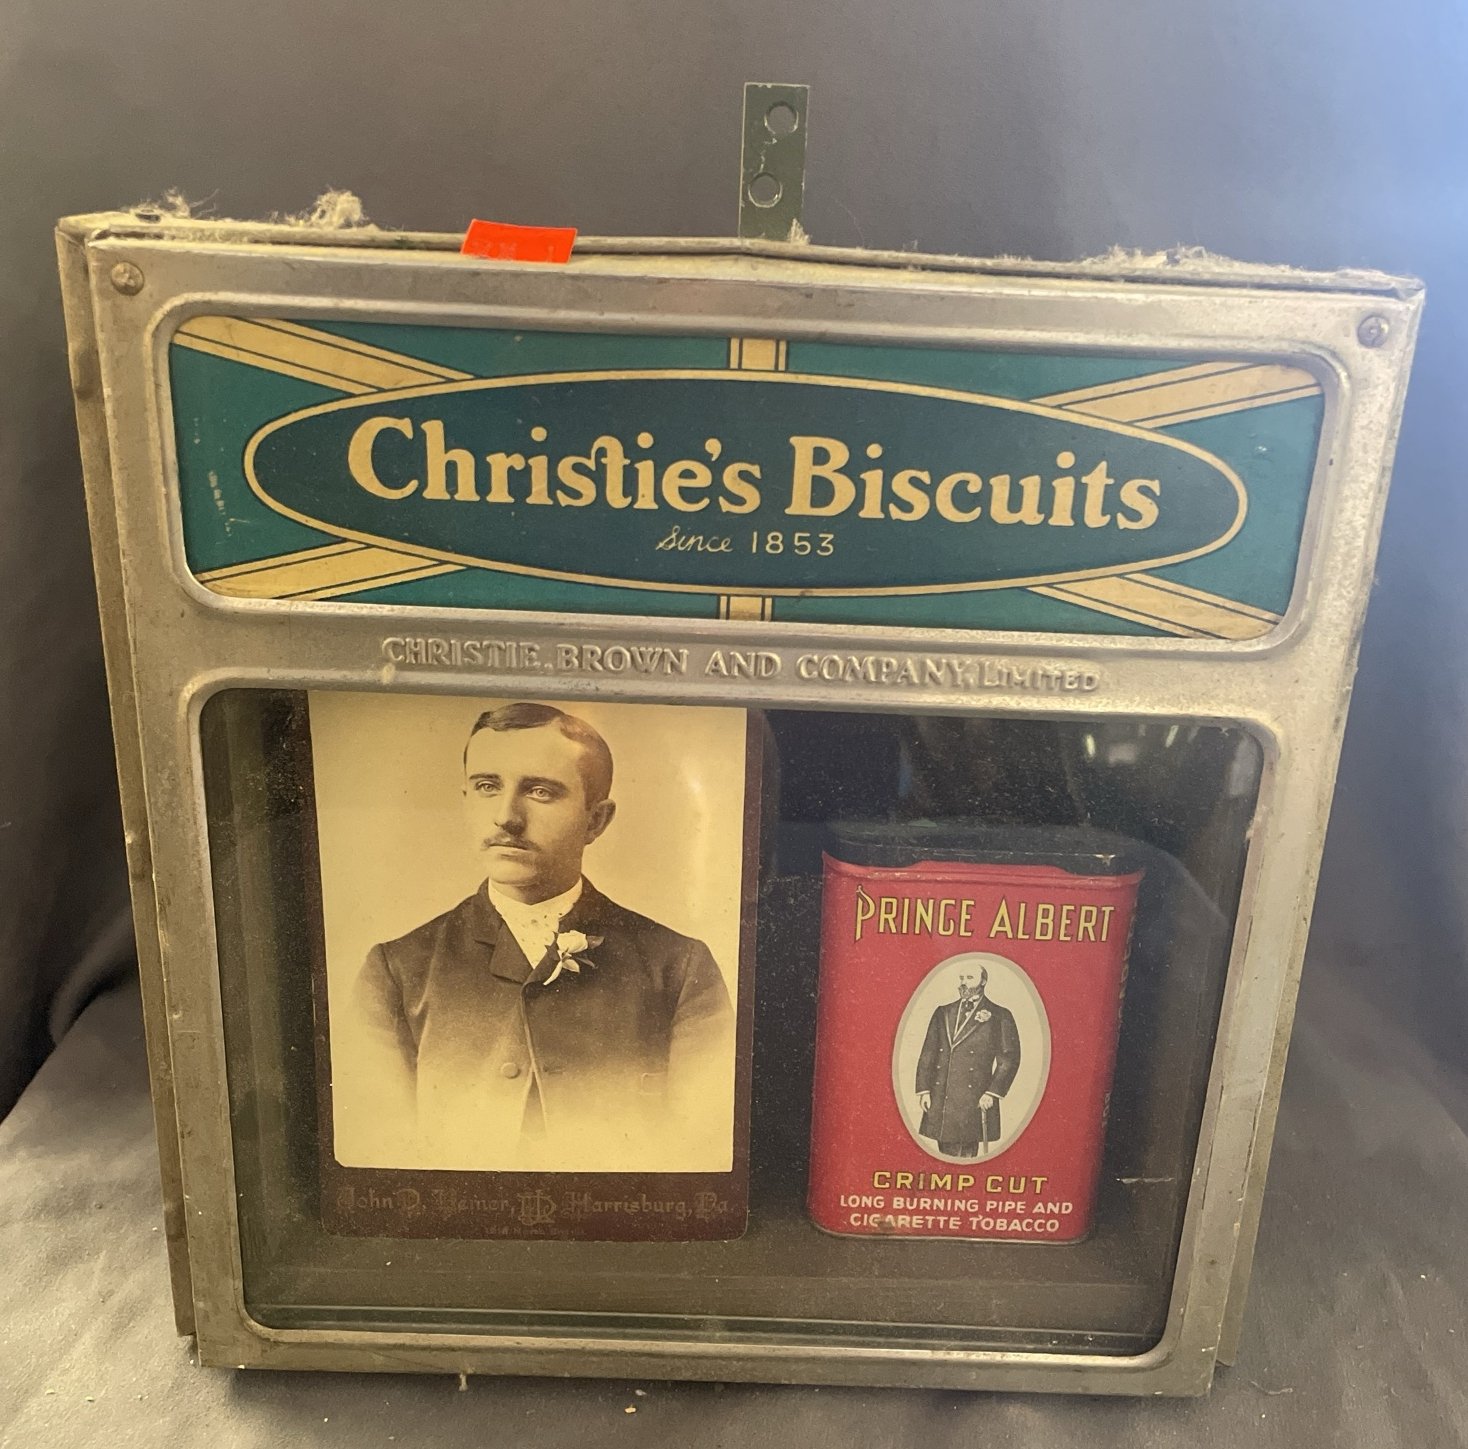 Christie's Biscuits
Since 1853
CHRISTIE, BROWN AND COMPANY, LIMITED
John D. Harrisburg, Pa.
PRINCE ALBERT
CRIMP CUT
LONG BURNING PIPE AND
CIGARETTE TOBACCO